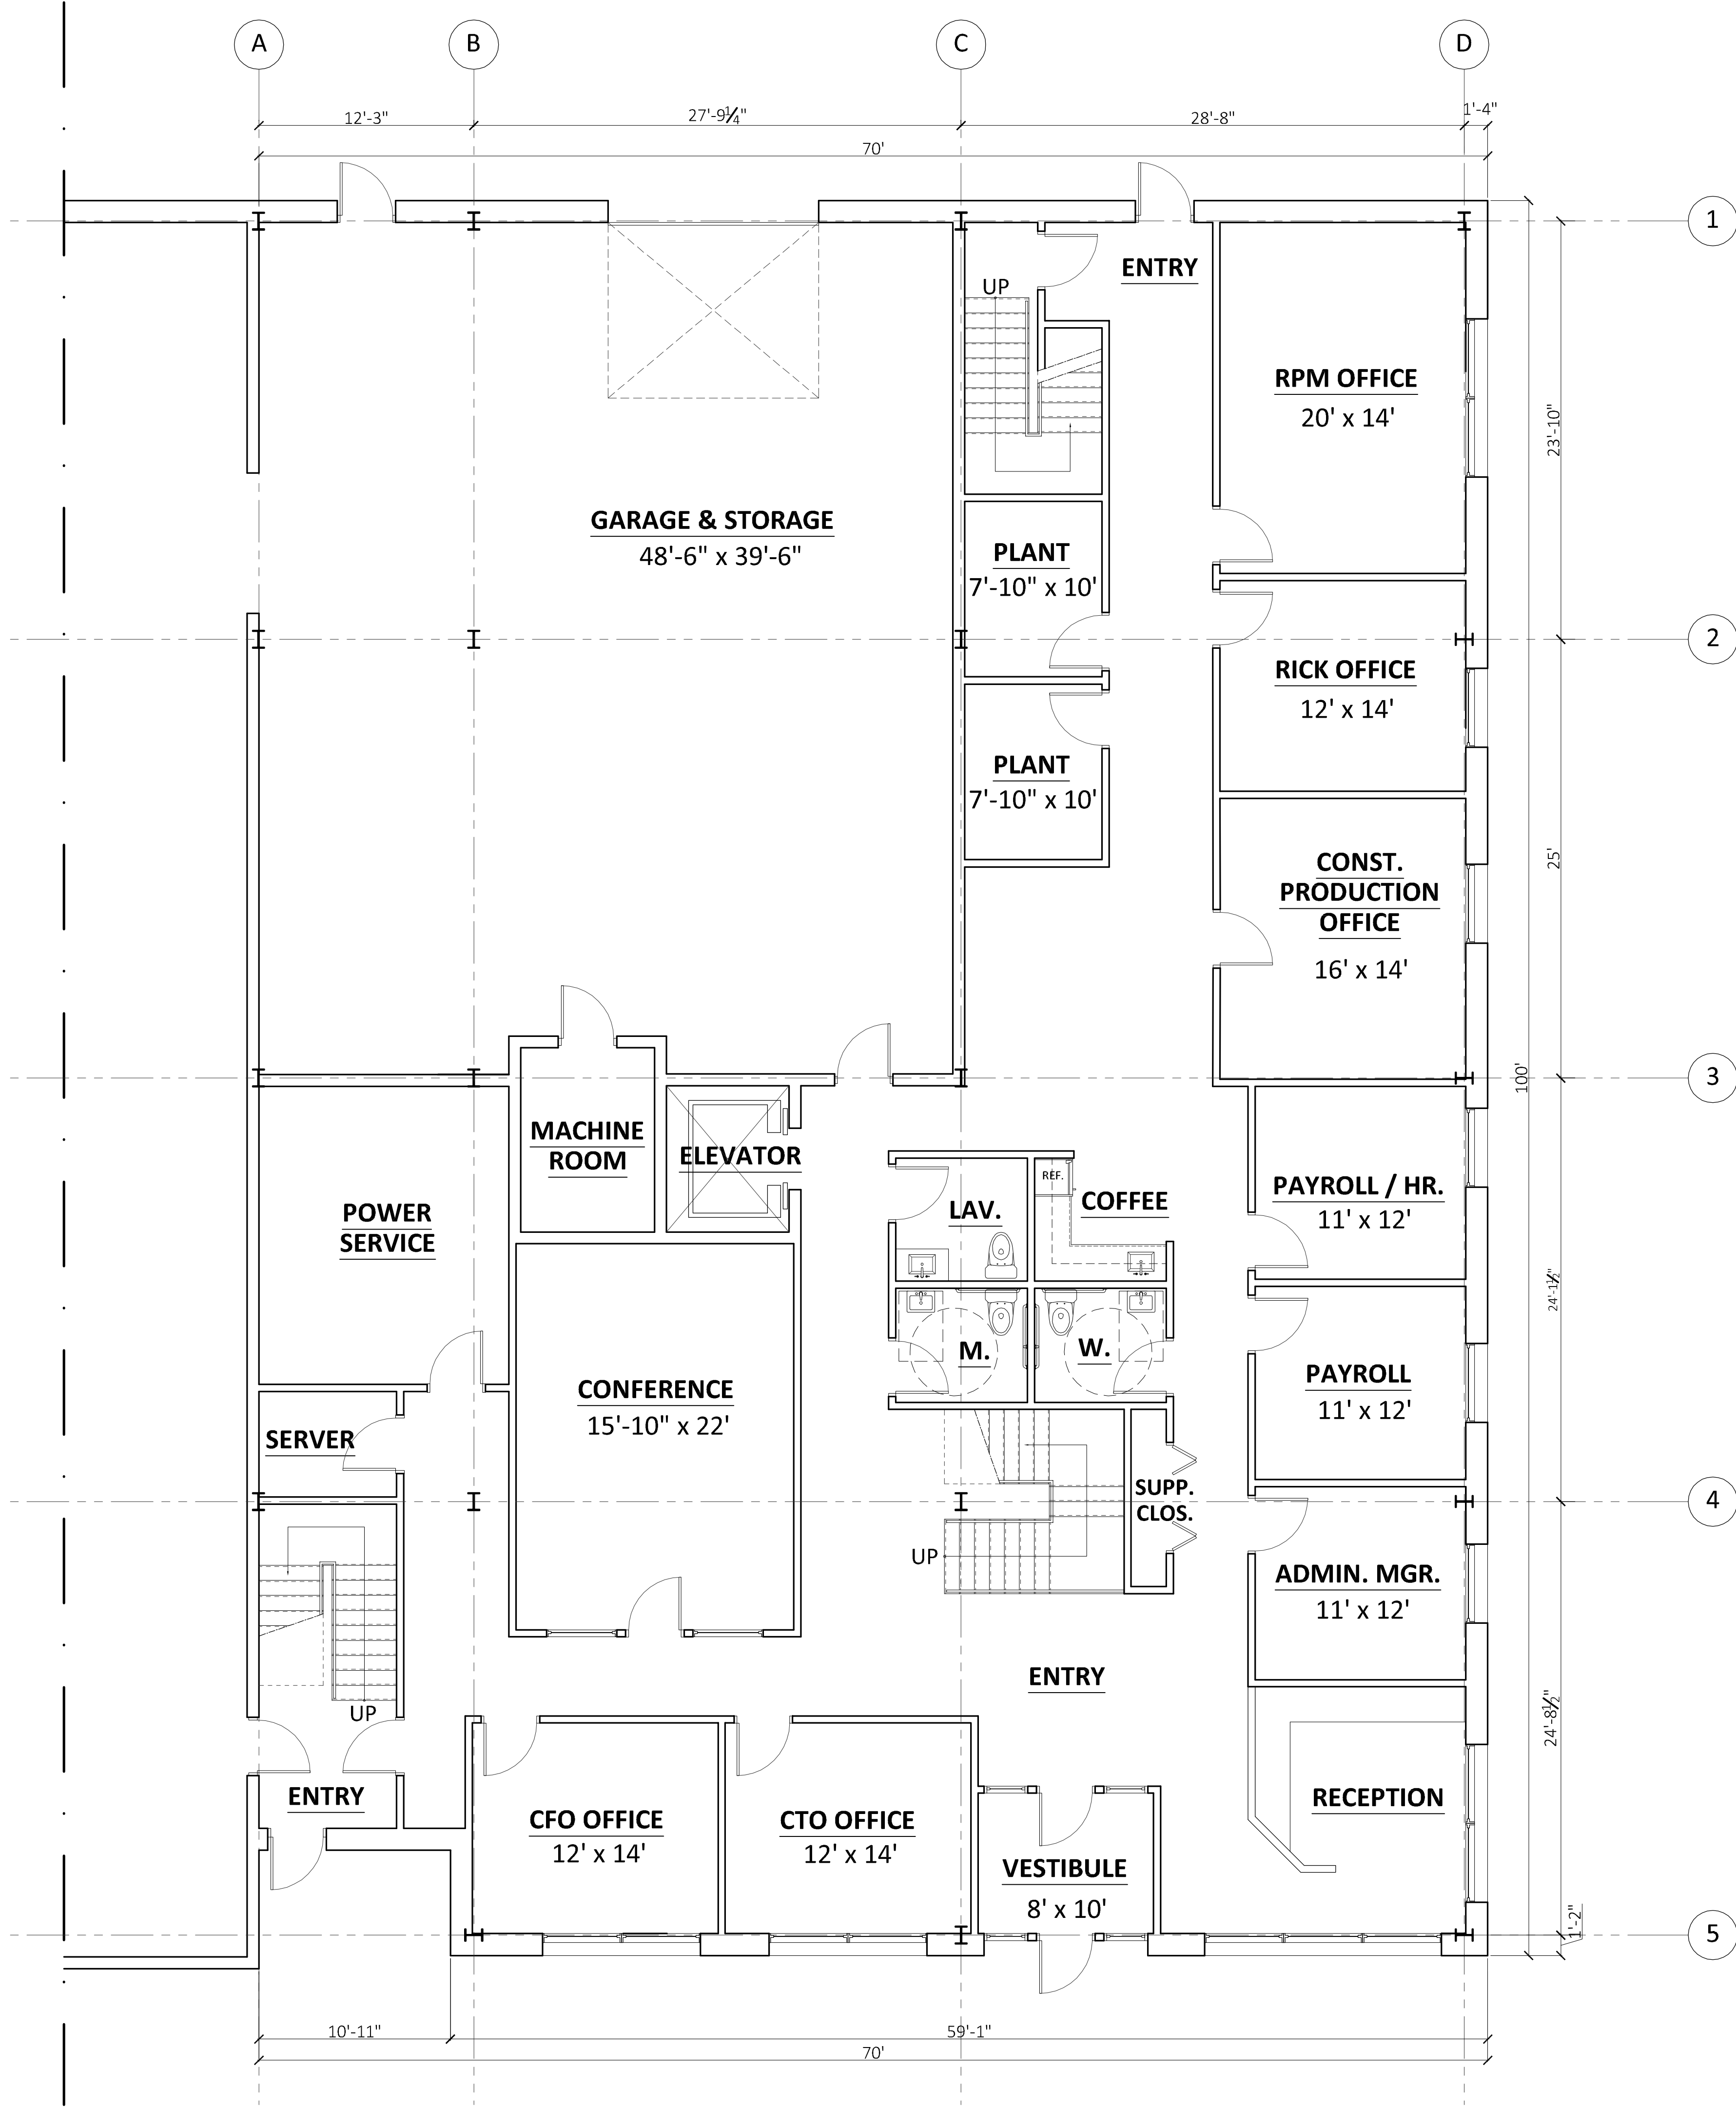 A
B
C
D
12'-3"
27'-9¼"
28'-8"
1'-4"
70'
1
UP
ENTRY
RPM OFFICE
20' x 14'
23'-10"
GARAGE & STORAGE
48'-6" x 39'-6"
PLANT
7'-10" x 10'
2
RICK OFFICE
12' x 14'
PLANT
7'-10" x 10'
CONST.
PRODUCTION
OFFICE
16' x 14'
25'
100'
3
MACHINE
ROOM
ELEVATOR
POWER
SERVICE
REF.
LAV.
COFFEE
PAYROLL / HR.
11' x 12'
24'-1½"
M.
W.
CONFERENCE
15'-10" x 22'
PAYROLL
11' x 12'
SERVER
SUPP.
CLOS.
4
UP
ADMIN. MGR.
11' x 12'
ENTRY
UP
24'-8½"
ENTRY
CFO OFFICE
12' x 14'
CTO OFFICE
12' x 14'
RECEPTION
VESTIBULE
8' x 10'
1'-2"
5
10'-11"
59'-1"
70'